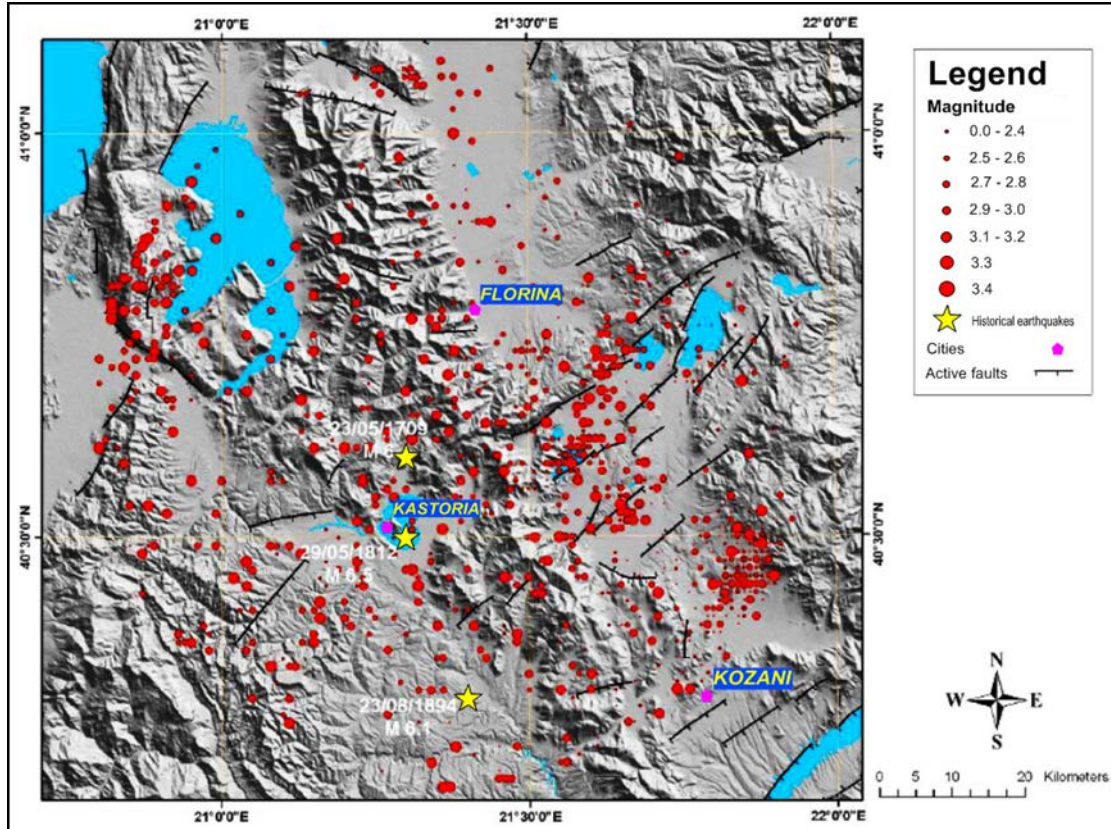 21°0'0"E
21°30'0"E
22°0'0"E
41°0'0"N
41°0'0"N
40°30'0"N
40°30'0"N
FLORINA
23/05/1709
M 6
KASTORIA
29/05/1812
M 6.5
KOZANI
23/08/1894
M 6.1
21°0'0"E
21°30'0"E
22°0'0"E
Legend
Magnitude
0.0 - 2.4
2.5 - 2.6
2.7 - 2.8
2.9 - 3.0
3.1 - 3.2
3.3
3.4
Historical earthquakes
Cities
Active faults
N
W
E
S
0 5 10 20 Kilometers